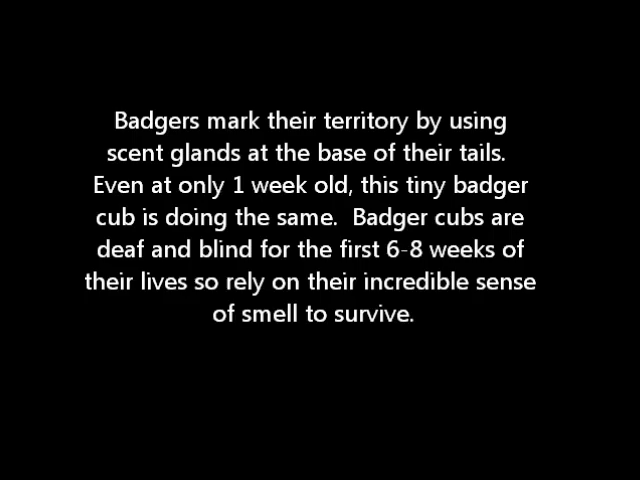 Badgers mark their territory by using
scent glands at the base of their tails.
Even at only 1 week old, this tiny badger
cub is doing the same.  Badger cubs are
deaf and blind for the first 6-8 weeks of
their lives so rely on their incredible sense
of smell to survive.